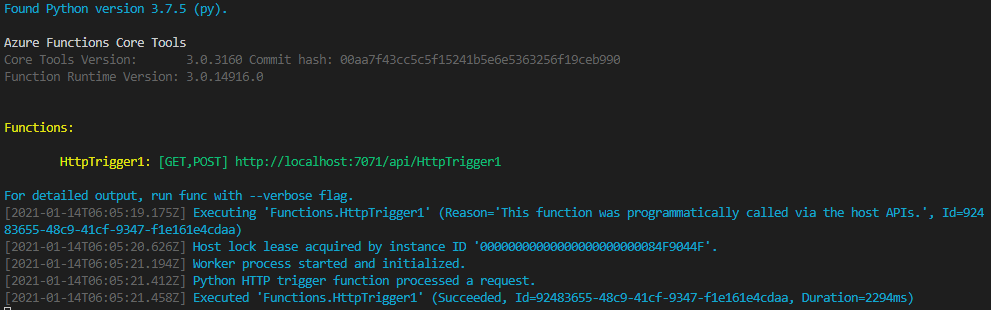 Found Python version 3.7.5 (py).
Azure Functions Core Tools
Core Tools Version: 3.0.3160 Commit hash: 00aa7f43cc5c5f15241b5e6e5363256f19ceb990
Function Runtime Version: 3.0.14916.0
Functions:
HttpTrigger1: [GET,POST] http://localhost:7071/api/HttpTrigger1
For detailed output, run func with --verbose flag.
[2021-01-14T06:05:19.175Z] Executing 'Functions.HttpTrigger1' (Reason='This function was programmatically called via the host APIs.', Id=924
83655-48c9-41cf-9347-f1e161e4cdaa)
[2021-01-14T06:05:20.626Z] Host lock lease acquired by instance ID '00000000000000000000000084F9044F'.
[2021-01-14T06:05:21.194Z] Worker process started and initialized.
[2021-01-14T06:05:21.412Z] Python HTTP trigger function processed a request.
[2021-01-14T06:05:21.458Z] Executed 'Functions.HttpTrigger1' (Succeeded, Id=92483655-48c9-41cf-9347-f1e161e4cdaa, Duration=2294ms)